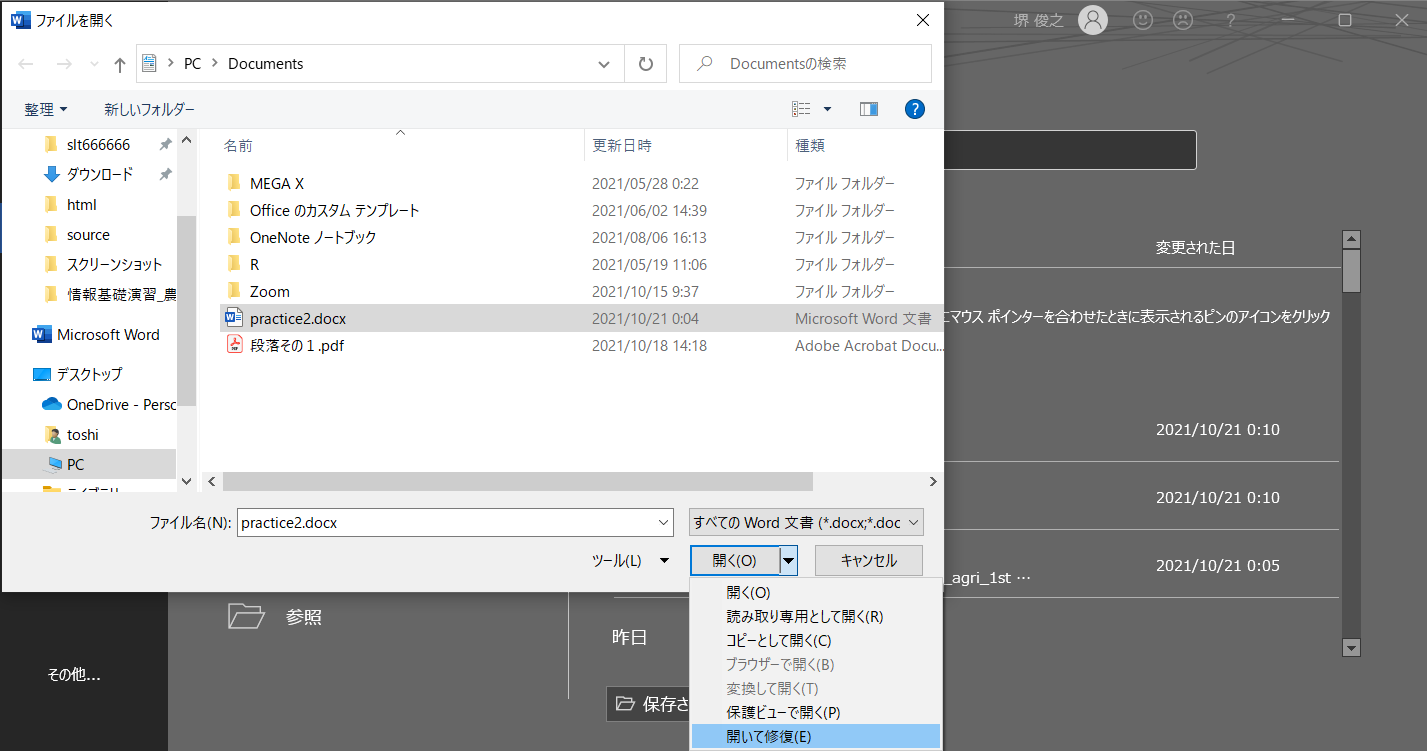 ファイルを開く
堺 俊之
?
PC > Documents
Documentsの検索
整理
新しいフォルダー
?
slt666666
ダウンロード
html
source
スクリーンショット
情報基礎演習_農
Microsoft Word
デスクトップ
OneDrive - Persc
toshi
PC
名前 更新日時 種類
MEGA X 2021/05/28 0:22 ファイル フォルダー
Office のカスタム テンプレート 2021/06/02 14:39 ファイル フォルダー
OneNote ノートブック 2021/08/06 16:13 ファイル フォルダー
R 2021/05/19 11:06 ファイル フォルダー
Zoom 2021/10/15 9:37 ファイル フォルダー
practice2.docx 2021/10/21 0:04 Microsoft Word 文書
段落その１.pdf 2021/10/18 14:18 Adobe Acrobat Docu...
ファイル名(N): practice2.docx
すべての Word 文書 (*.docx;*.doc
ツール(L)
開く(O)
キャンセル
開く(O)
読み取り専用として開く(R)
コピーとして開く(C)
ブラウザーで開く(B)
変換して開く(T)
保護ビューで開く(P)
開いて修復(E)
変更された日
マウス ポインターを合わせたときに表示されるピンのアイコンをクリック
2021/10/21 0:10
2021/10/21 0:10
_agri_1st …
2021/10/21 0:05
参照
昨日
その他...
保存さ